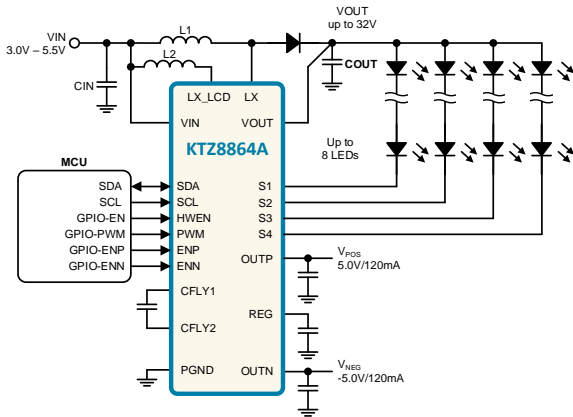 VIN
3.0V – 5.5V
L1
VOUT
up to 32V
L2
CIN
COUT
LX_LCD
LX
VIN
VOUT
KTZ8864A
Up to
8 LEDs
MCU
SDA
SDA
S1
SCL
SCL
S2
GPIO-EN
HWEN
S3
GPIO-PWM
PWM
S4
GPIO-ENP
ENP
GPIO-ENN
ENN
OUTP
VPOS
5.0V/120mA
CFLY1
REG
CFLY2
PGND
OUTN
VNEG
-5.0V/120mA